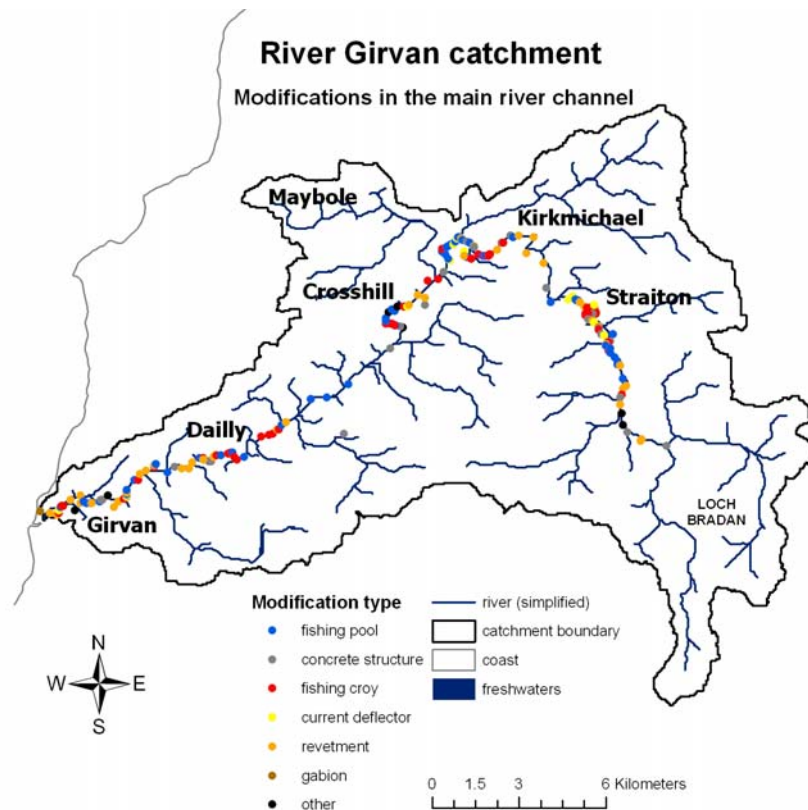 River Girvan catchment
Modifications in the main river channel
Maybole
Kirkmichael
Crosshill
Straiton
Dailly
Girvan
LOCH
BRADAN
Modification type
fishing pool
concrete structure
fishing croy
current deflector
revetment
gabion
other
river (simplified)
catchment boundary
coast
freshwaters
N
W E
S
0 1.5 3 6 Kilometers